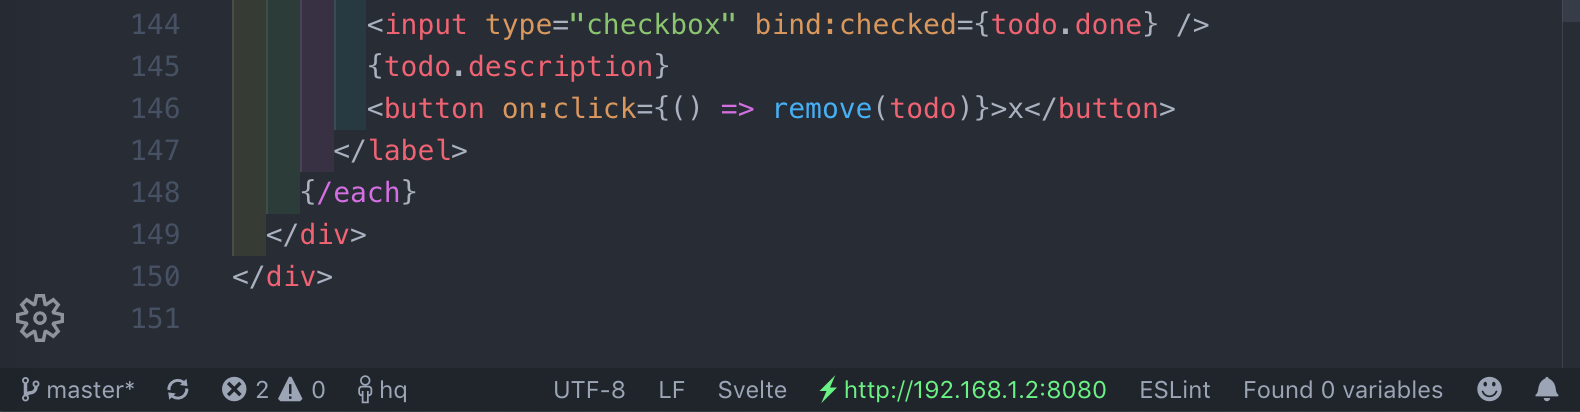 144 <input type="checkbox" bind:checked={todo.done} />
145 {todo.description}
146 <button on:click={() => remove(todo)}>x</button>
147 </label>
148 {/each}
149 </div>
150 </div>
151
master* 2 0 hq UTF-8 LF Svelte http://192.168.1.2:8080 ESLint Found 0 variables